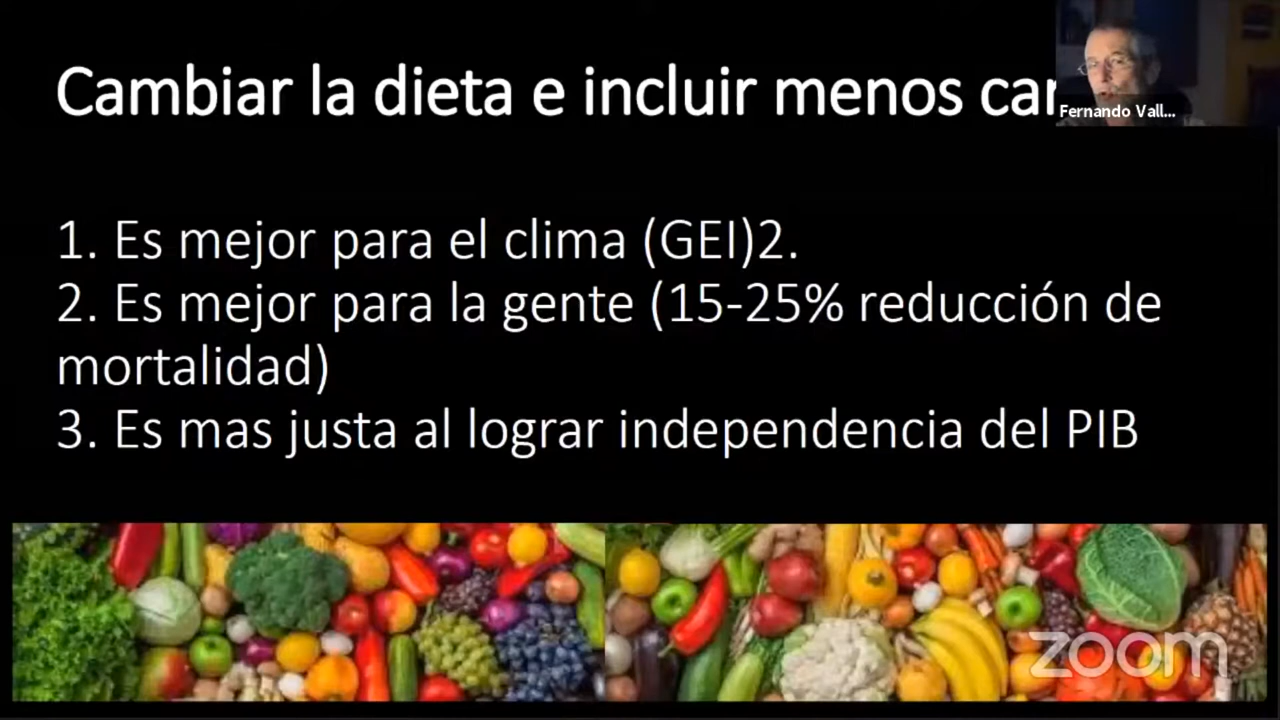 Cambiar la dieta e incluir menos
Fernando Vall...
1. Es mejor para el clima (GEI)2.
2. Es mejor para la gente (15-25% reducción de
mortalidad)
3. Es mas justa al lograr independencia del PIB
zoom